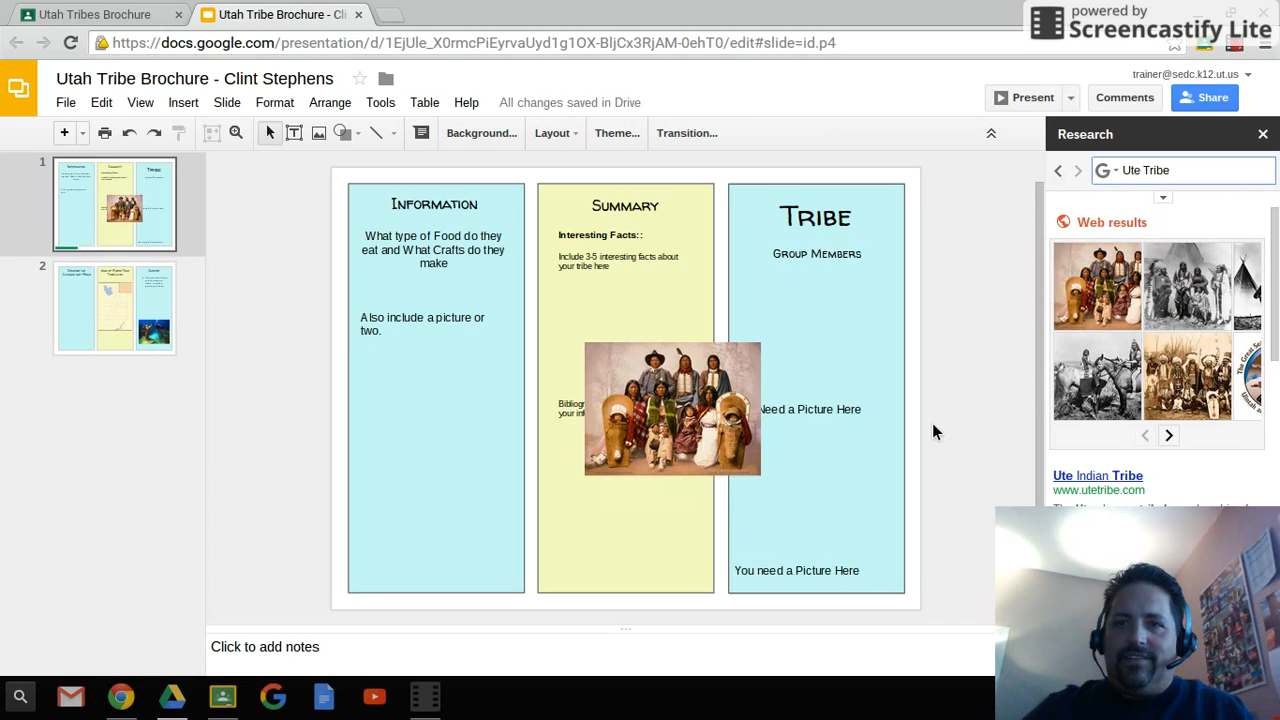 Utah Tribes Brochure
×
Utah Tribe Brochure - Cli
×
powered by
Screencastify Lite
https://docs.google.com/presentation/d/1EjUle_X0rmcPiEyrvaUyd1g1OX-BljCx3RjAM-0ehT0/edit#slide=id.p4
Utah Tribe Brochure - Clint Stephens
trainer@sedc.k12.ut.us
File Edit View Insert Slide Format Arrange Tools Table Help All changes saved in Drive
Present
Comments
Share
Background... Layout Theme... Transition...
Research
Ute Tribe
Web results
Ute Indian Tribe
www.utetribe.com
1
2
Information
What type of Food do they
eat and What Crafts do they
make
Also include a picture or
two.
Summary
Interesting Facts::
Include 3-5 interesting facts about
your tribe here
Tribe
Group Members
Need a Picture Here
You need a Picture Here
Click to add notes